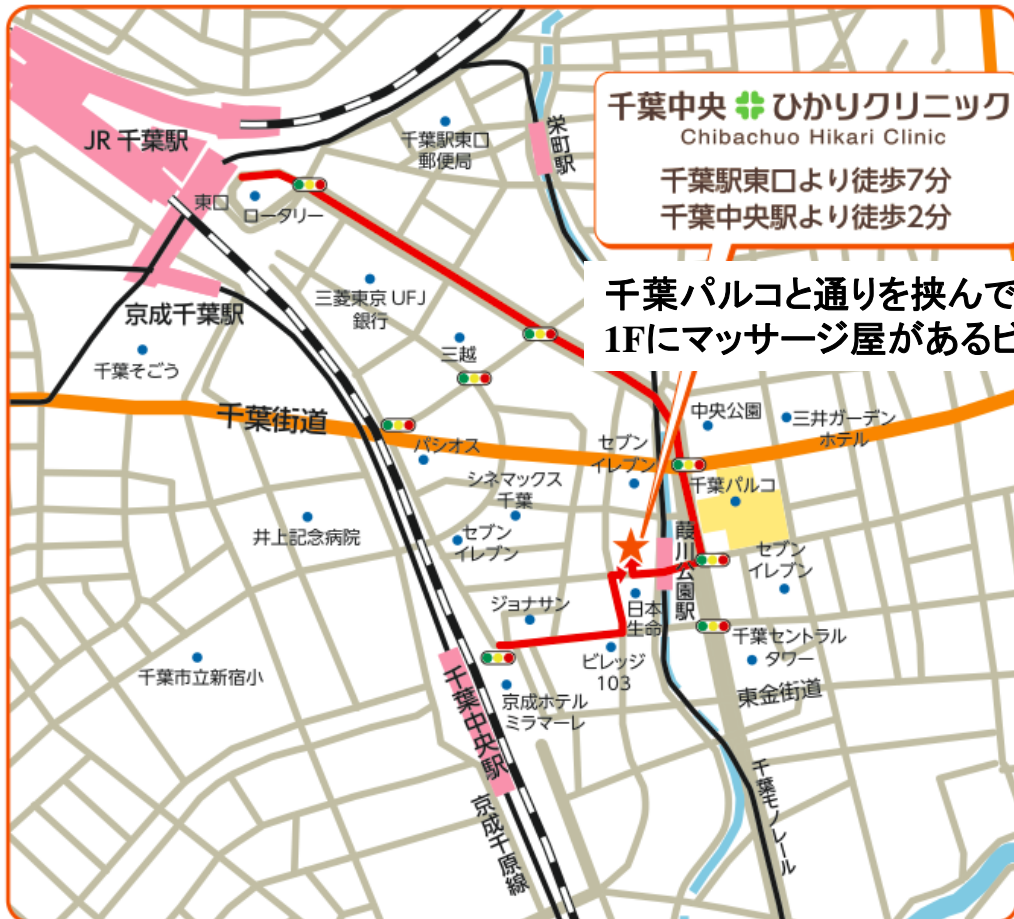 千葉中央 ひかりクリニック
Chibachuo Hikari Clinic
千葉駅東口より徒歩7分
千葉中央駅より徒歩2分
千葉パルコと通りを挟んで
1Fにマッサージ屋があるビ
JR 千葉駅
千葉駅東口
郵便局
栄町駅
東口
ロータリー
三菱東京 UFJ
銀行
京成千葉駅
千葉そごう
三越
千葉街道
パシオス
中央公園
三井ガーデン
ホテル
セブン
イレブン
千葉パルコ
シネマックス
千葉
井上記念病院
セブン
イレブン
葭川公園駅
セブン
イレブン
ジョナサン
日本
生命
千葉セントラル
タワー
ビレッジ
103
千葉市立新宿小
千葉中央駅
京成ホテル
ミラマーレ
東金街道
京成千原線
千葉モノレール